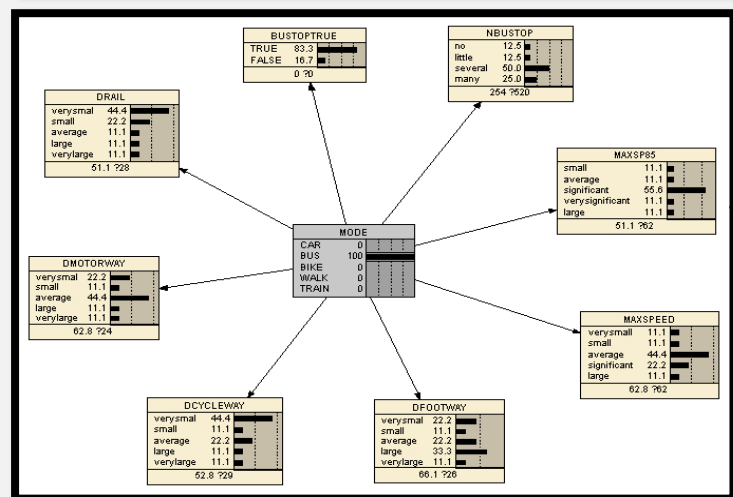 BUSTOPTRUE
TRUE 83.3
FALSE 16.7
0 ?0
NBUSTOP
no 12.5
little 12.5
several 50.0
many 25.0
254 ?520
DRAIL
verysmal 44.4
small 22.2
average 11.1
large 11.1
verylarge 11.1
51.1 ?28
MAXSP85
small 11.1
average 11.1
significant 55.6
verysignificant 11.1
large 11.1
51.1 ?62
MODE
CAR 0
BUS 100
BIKE 0
WALK 0
TRAIN 0
DMOTORWAY
verysmal 22.2
small 11.1
average 44.4
large 11.1
verylarge 11.1
62.8 ?24
MAXSPEED
verysmall 11.1
small 11.1
average 44.4
significant 22.2
large 11.1
62.8 ?62
DCYCLEWAY
verysmal 44.4
small 11.1
average 22.2
large 11.1
verylarge 11.1
52.8 ?29
DFOOTWAY
verysmal 22.2
small 11.1
average 22.2
large 33.3
verylarge 11.1
66.1 ?26